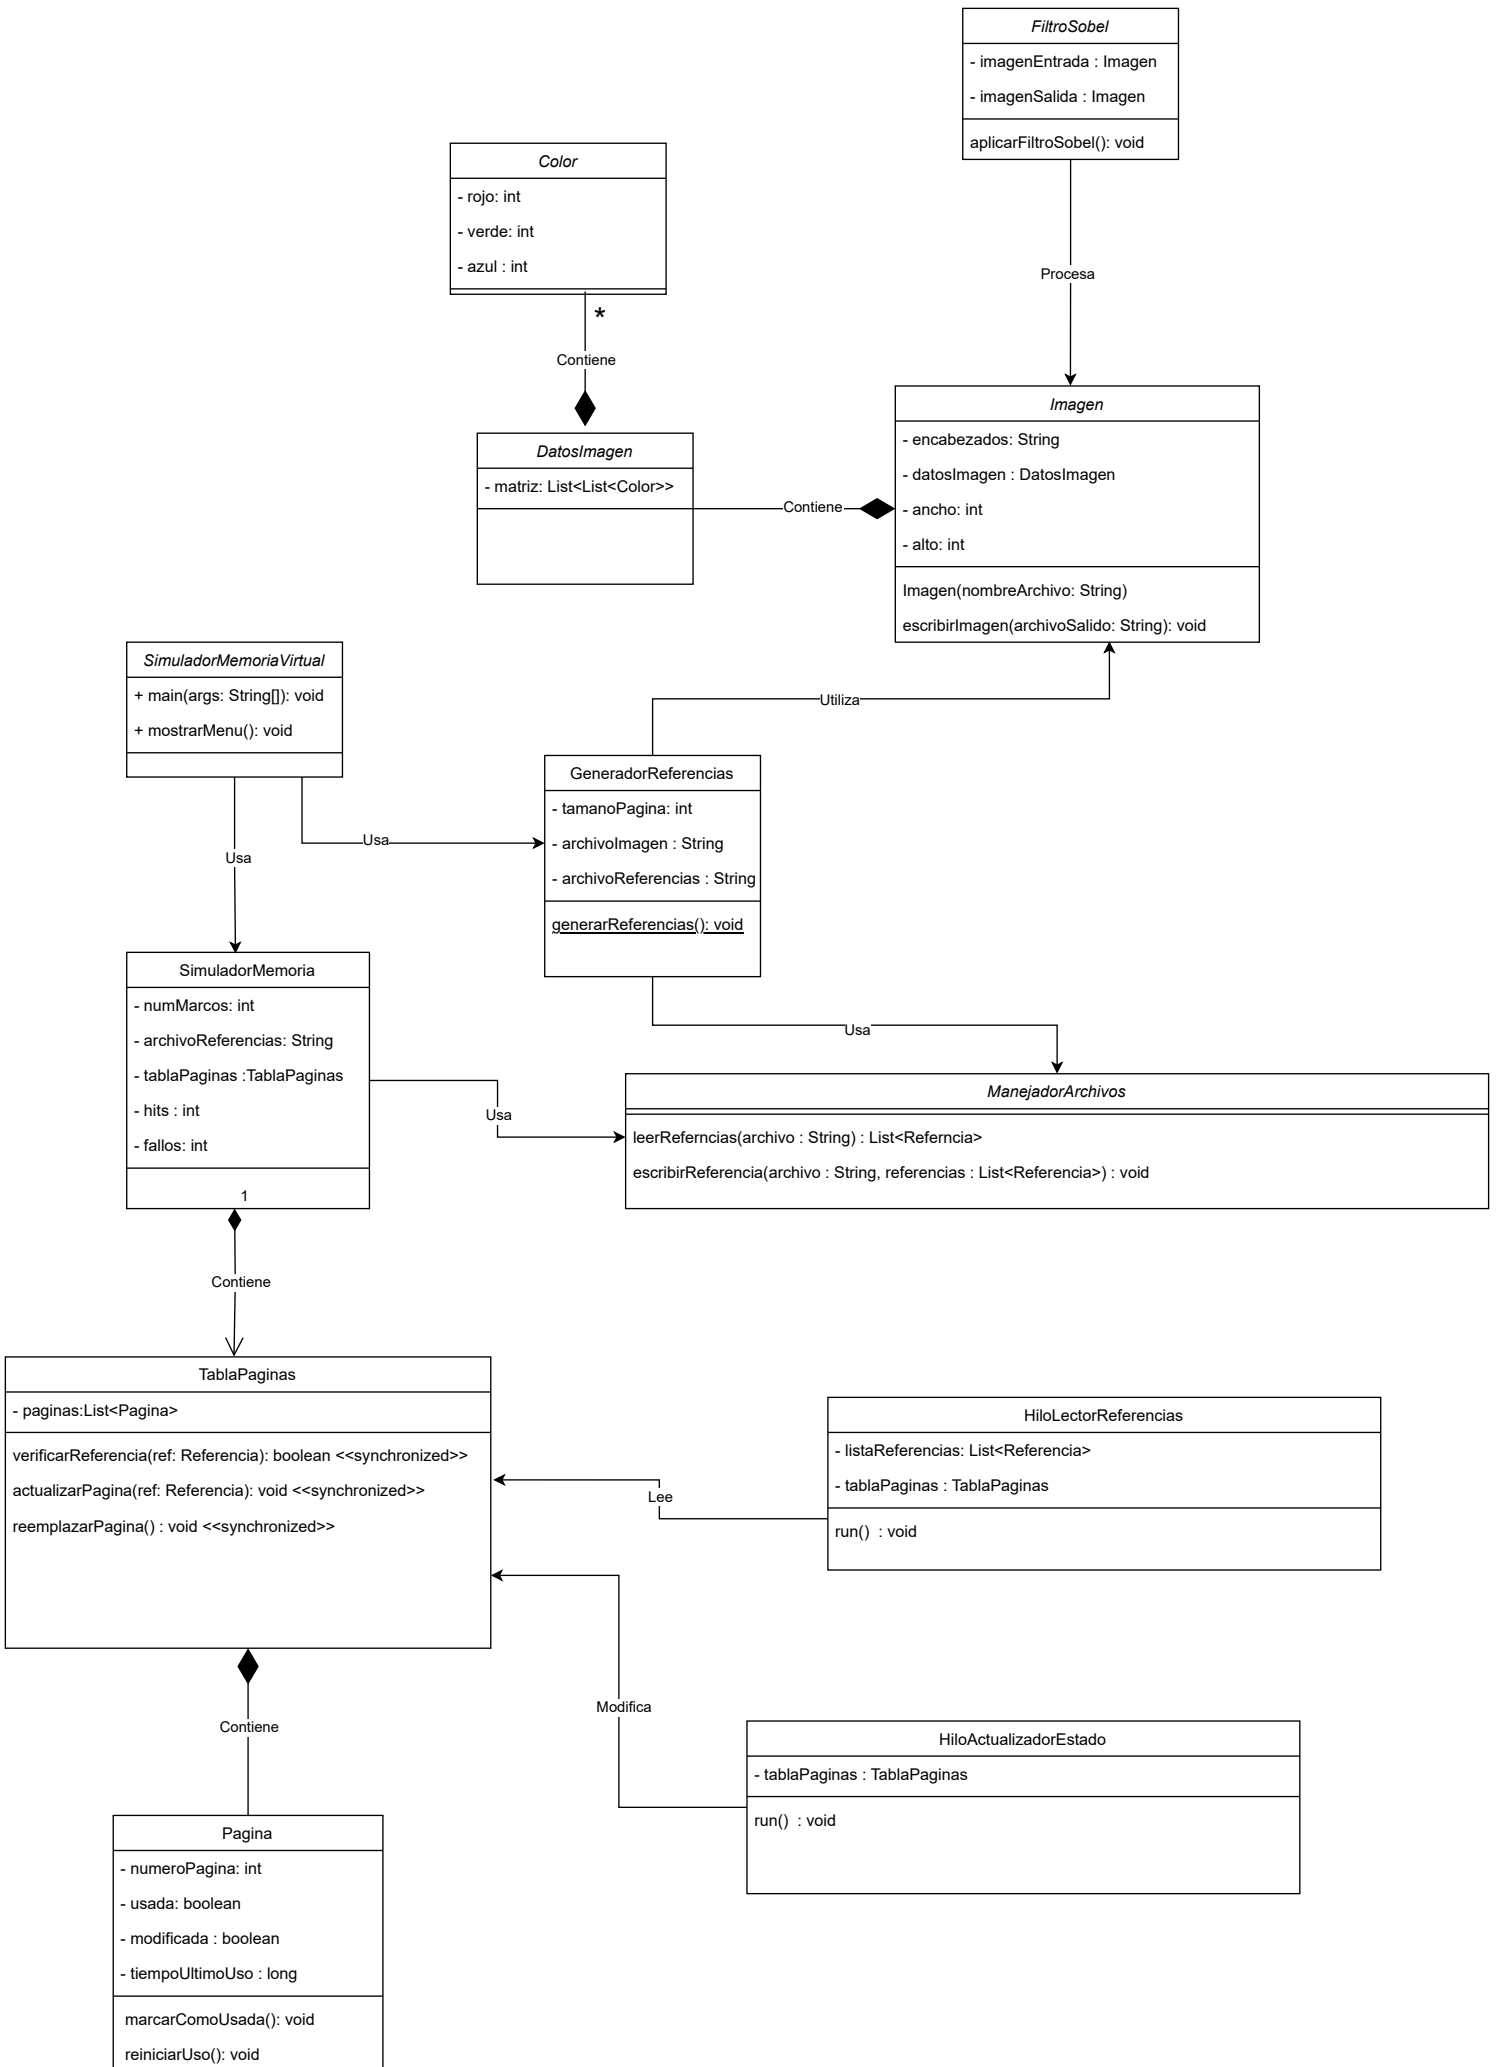 FiltroSobel
- imagenEntrada : Imagen
- imagenSalida : Imagen
aplicarFiltroSobel(): void
Color
- rojo: int
- verde: int
- azul : int
*
Contiene
Procesa
Imagen
- encabezados: String
- datosImagen : DatosImagen
- ancho: int
- alto: int
Imagen(nombreArchivo: String)
escribirImagen(archivoSalido: String): void
DatosImagen
- matriz: List<List<Color>>
Contiene
SimuladorMemoriaVirtual
+ main(args: String[]): void
+ mostrarMenu(): void
Utiliza
GeneradorReferencias
- tamanoPagina: int
- archivoImagen : String
- archivoReferencias : String
generarReferencias(): void
Usa
Usa
SimuladorMemoria
- numMarcos: int
- archivoReferencias: String
- tablaPaginas :TablaPaginas
- hits : int
- fallos: int
1
Usa
Usa
ManejadorArchivos
leerReferncias(archivo : String) : List<Referncia>
escribirReferencia(archivo : String, referencias : List<Referencia>) : void
Contiene
TablaPaginas
- paginas:List<Pagina>
verificarReferencia(ref: Referencia): boolean <<synchronized>>
actualizarPagina(ref: Referencia): void <<synchronized>>
reemplazarPagina() : void <<synchronized>>
Lee
HiloLectorReferencias
- listaReferencias: List<Referencia>
- tablaPaginas : TablaPaginas
run() : void
Modifica
HiloActualizadorEstado
- tablaPaginas : TablaPaginas
run() : void
Contiene
Pagina
- numeroPagina: int
- usada: boolean
- modificada : boolean
- tiempoUltimoUso : long
marcarComoUsada(): void
reiniciarUso(): void